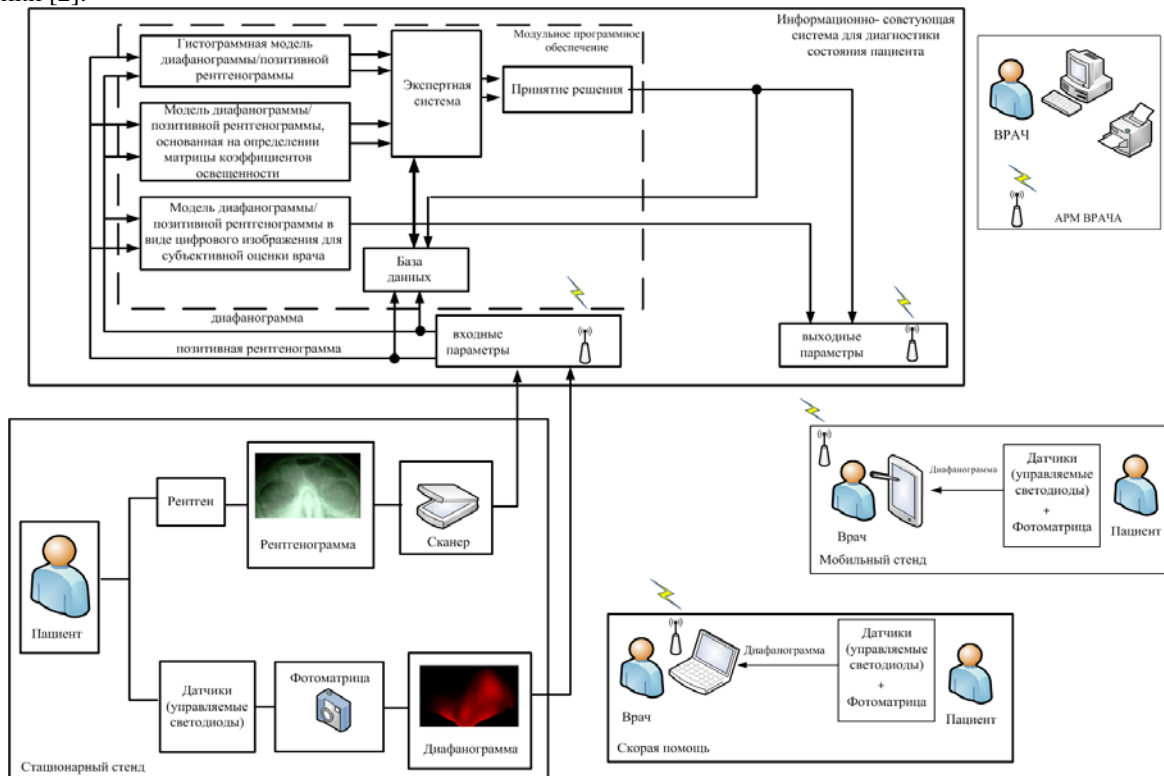 Информационно- советующая
система для диагностики
состояния пациента
Модульное программное
обеспечение
Гистограммная модель
диафанограммы/позитивной
рентгенограммы
Экспертная
система
Принятие решения
Модель диафанограммы/
позитивной рентгенограммы,
основанная на определении
матрицы коэффициентов
освещенности
Модель диафанограммы/
позитивной рентгенограммы в
виде цифрового изображения для
субъективной оценки врача
База
данных
диафанограмма
позитивная рентгенограмма
входные
параметры
выходные
параметры
ВРАЧ
АРМ ВРАЧА
Пациент
Рентген
Рентгенограмма
Сканер
Датчики
(управляемые
светодиоды)
Фотоматрица
Диафанограмма
Стационарный стенд
Врач
Диафанограмма
Датчики
(управляемые
светодиоды)
+
Фотоматрица
Пациент
Мобильный стенд
Врач
Диафанограмма
Датчики
(управляемые
светодиоды)
+
Фотоматрица
Пациент
Скорая помощь